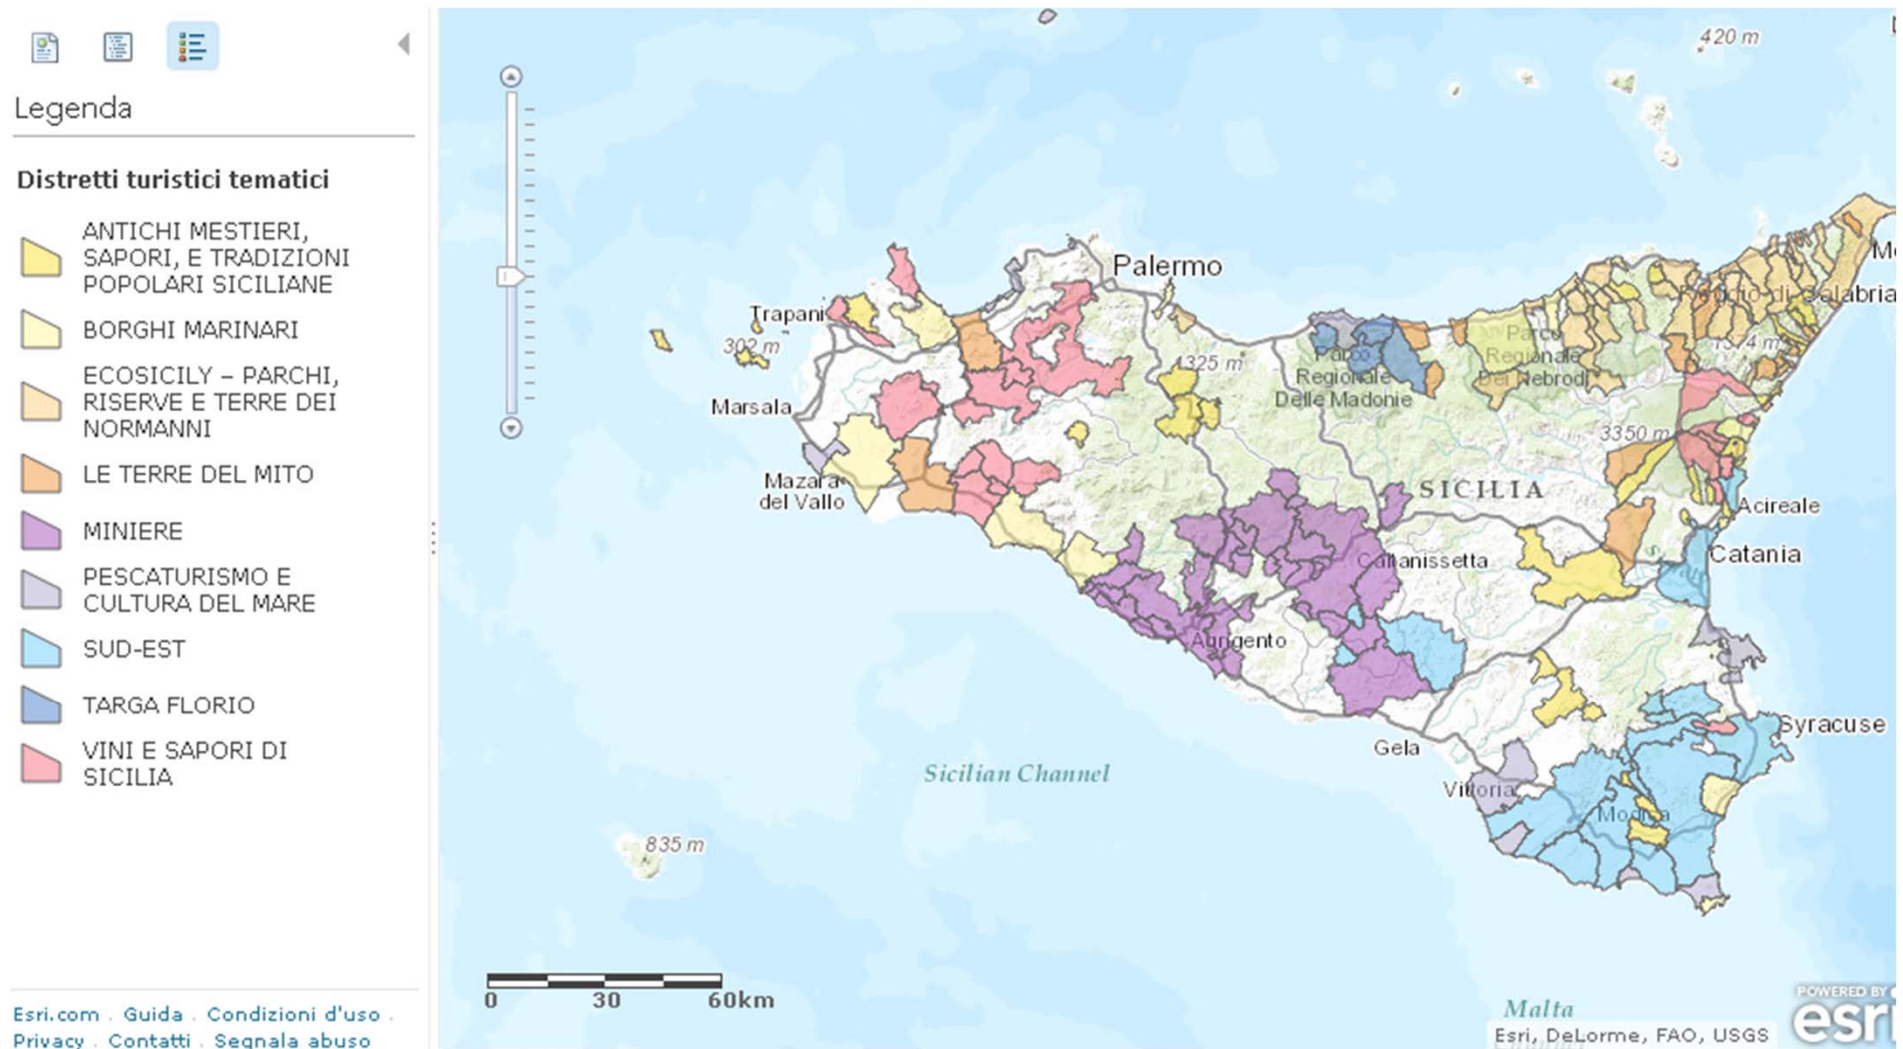 Legenda
Distretti turistici tematici
ANTICHI MESTIERI,
SAPORI, E TRADIZIONI
POPOLARI SICILIANE
BORGHI MARINARI
ECOSICILY – PARCHI,
RISERVE E TERRE DEI
NORMANNI
LE TERRE DEL MITO
MINIERE
PESCATURISMO E
CULTURA DEL MARE
SUD-EST
TARGA FLORIO
VINI E SAPORI DI
SICILIA
Esri.com . Guida . Condizioni d'uso .
Privacy . Contatti . Segnala abuso
420 m
Palermo
Trapani
302 m
Reggio di Calabria
1374 m
1325 m
Parco
Regionale
Delle Madonie
Parco
Regionale
Dei Nebrodi
Marsala
3350 m
Mazara
del Vallo
SICILIA
Acireale
Catania
Caltanissetta
Agrigento
Gela
Syracuse
Sicilian Channel
Vittoria
Modica
835 m
0 30 60km
Malta
POWERED BY
esri
Esri, DeLorme, FAO, USGS